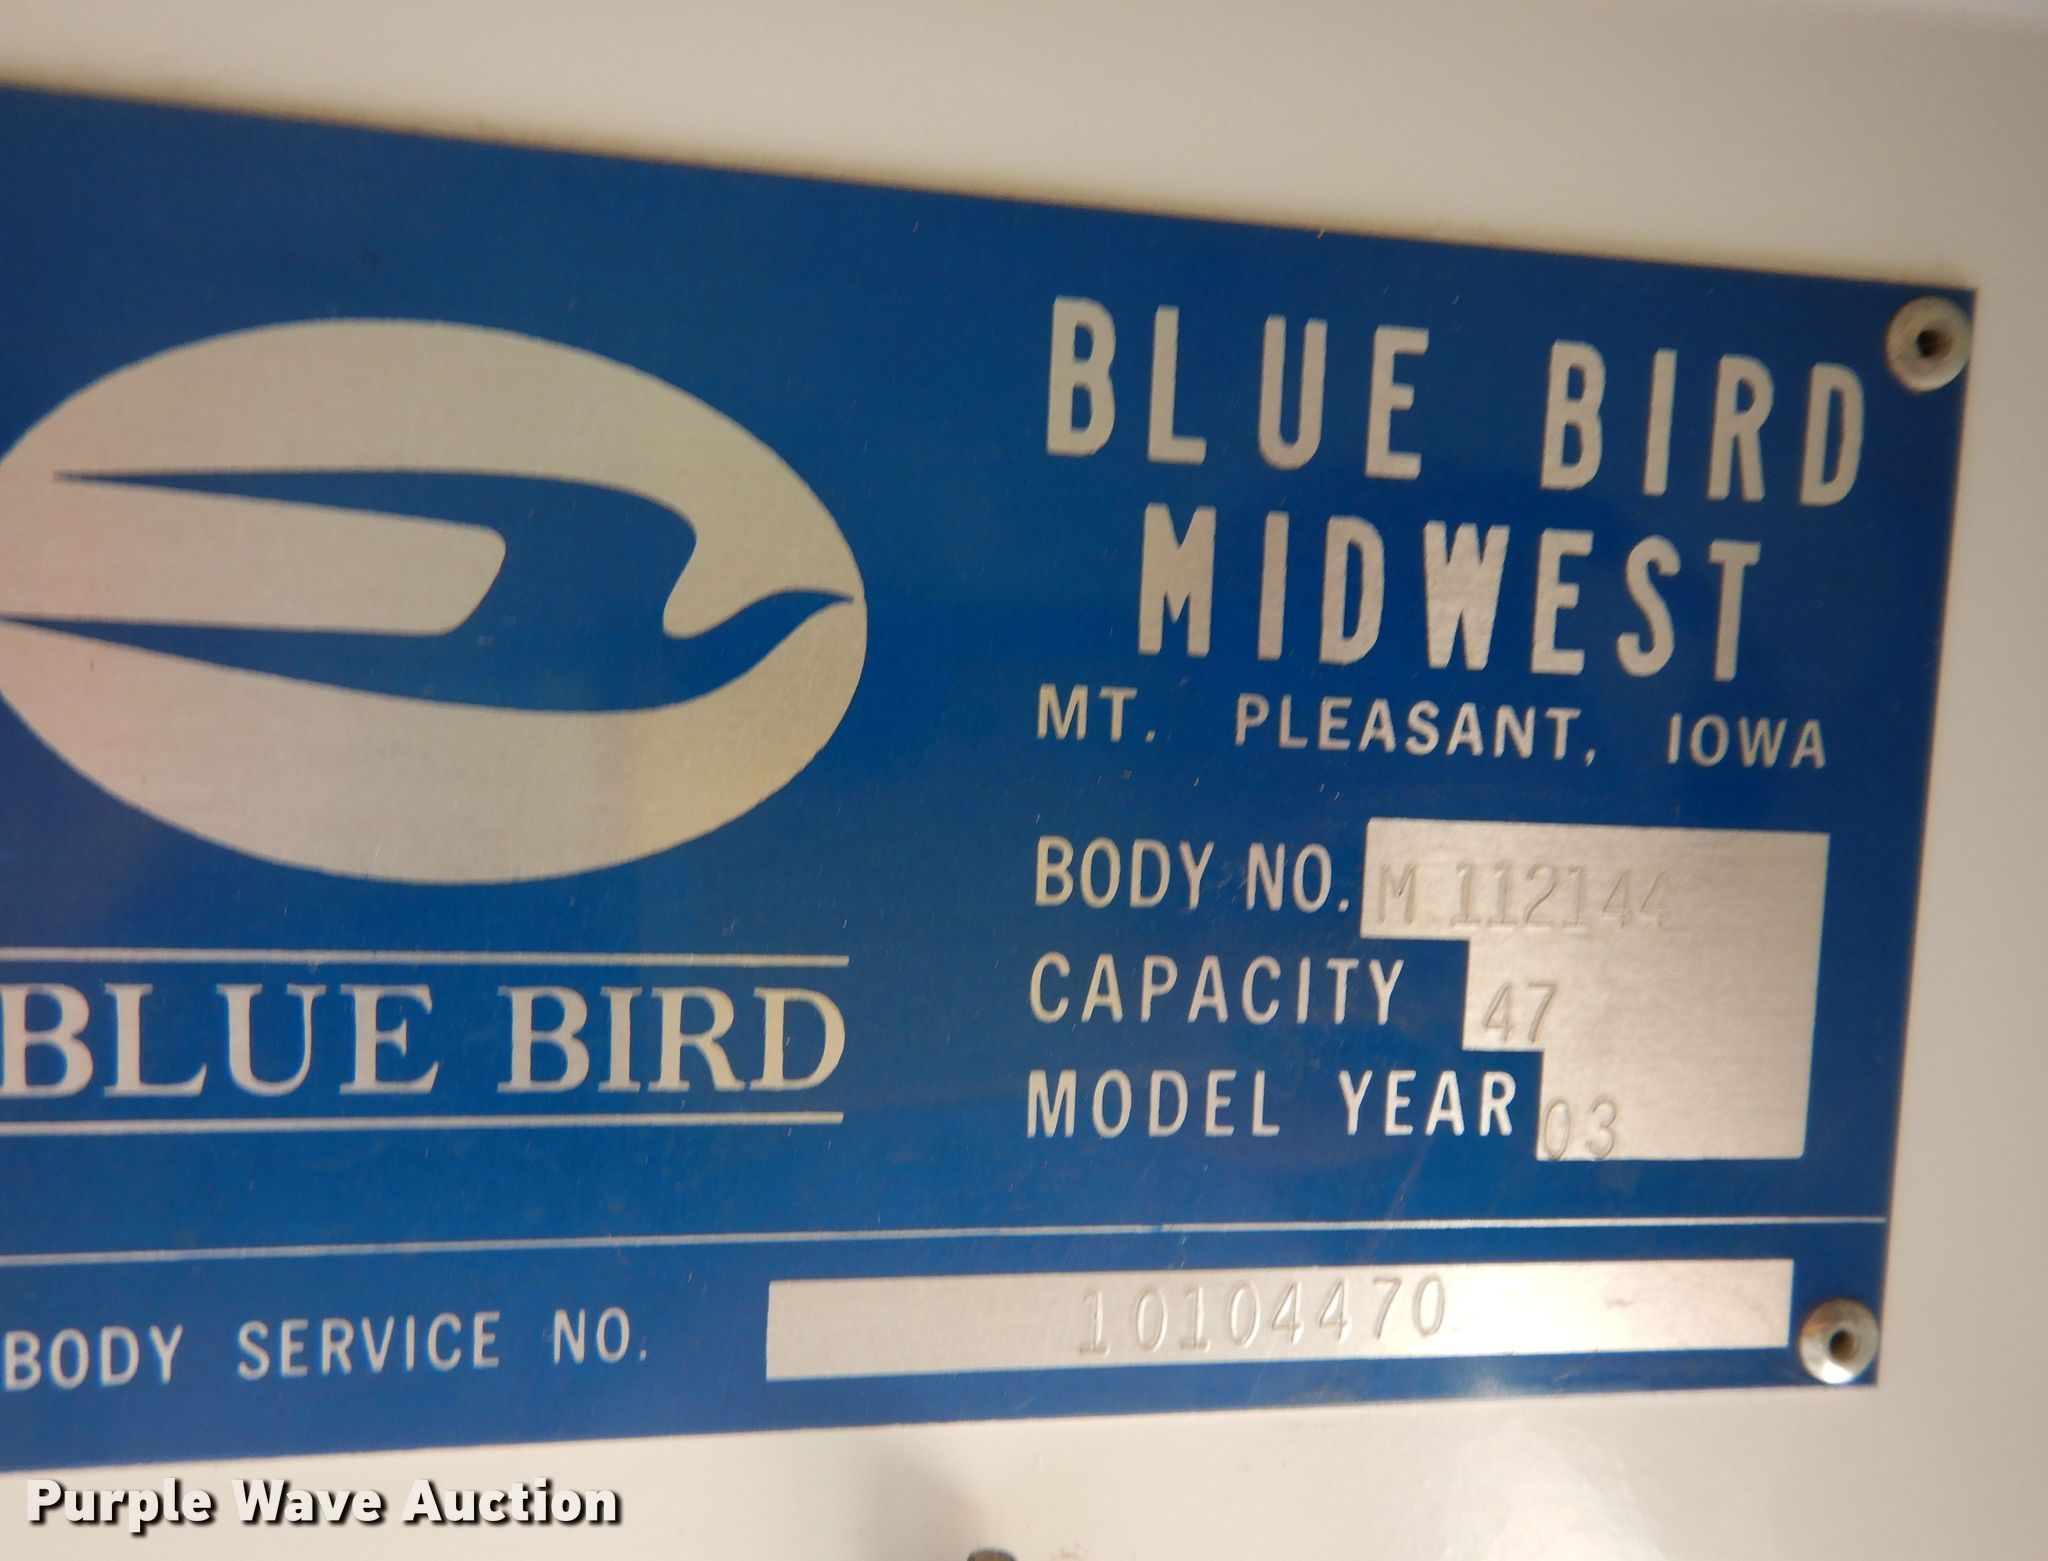 BLUE BIRD
MIDWEST
MT. PLEASANT, IOWA
BODY NO. M 112144
CAPACITY 47
MODEL YEAR 03
BLUE BIRD
BODY SERVICE NO. 10104470
Purple Wave Auction